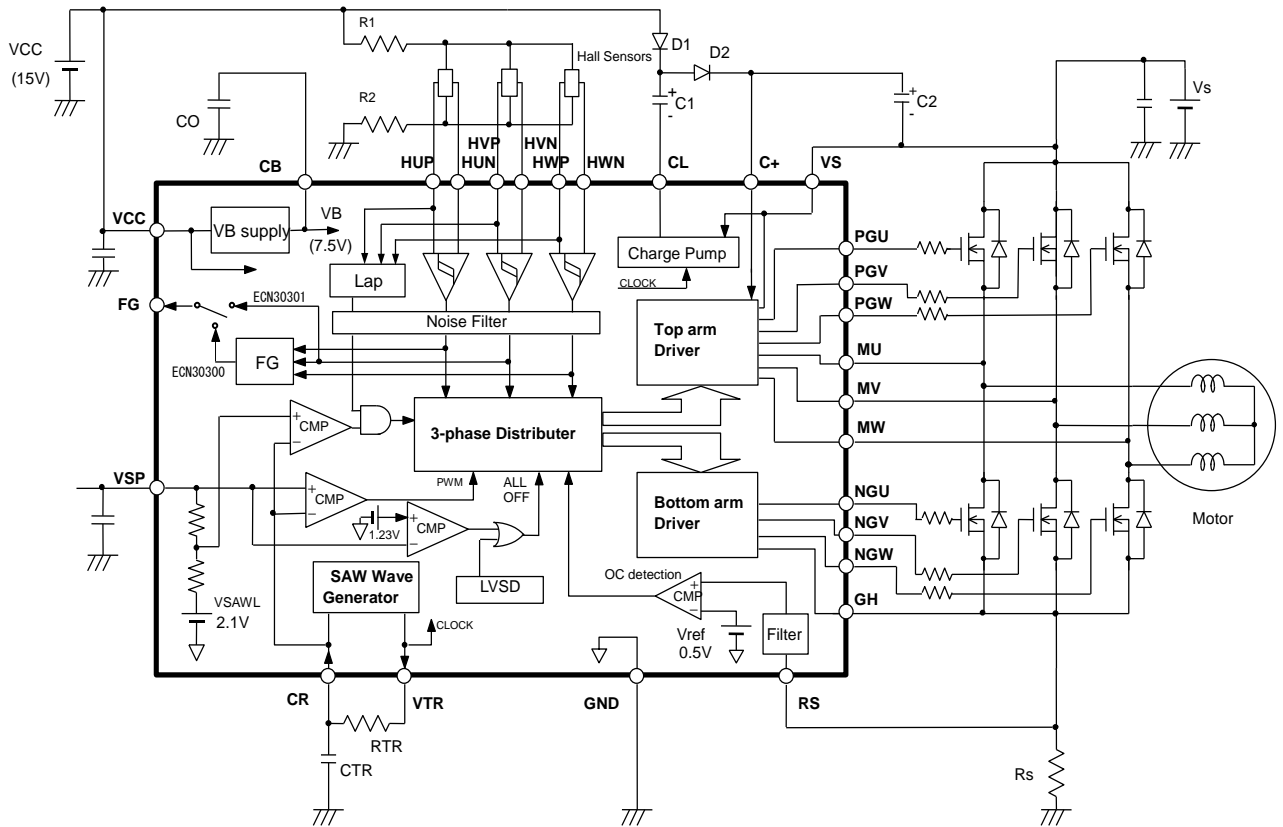 VCC
(15V)
R1
D1
D2
Hall Sensors
R2
CO
+
C1
-
+
C2
-
Vs
HVP
HVN
CB
HUP
HUN
HWP
HWN
CL
C+
VS
VCC
VB supply
VB
(7.5V)
Charge Pump
CLOCK
Lap
PGU
PGV
PGW
FG
ECN30301
Noise Filter
Top arm
Driver
FG
ECN30300
MU
MV
MW
+
CMP
-
3-phase Distributer
VSP
+
CMP
-
PWM
ALL
OFF
1.23V
+
CMP
-
Bottom arm
Driver
NGU
NGV
NGW
Motor
SAW Wave
Generator
LVSD
OC detection
+
CMP
-
GH
VSAWL
2.1V
CLOCK
Vref
0.5V
Filter
CR
VTR
GND
RS
RTR
CTR
Rs